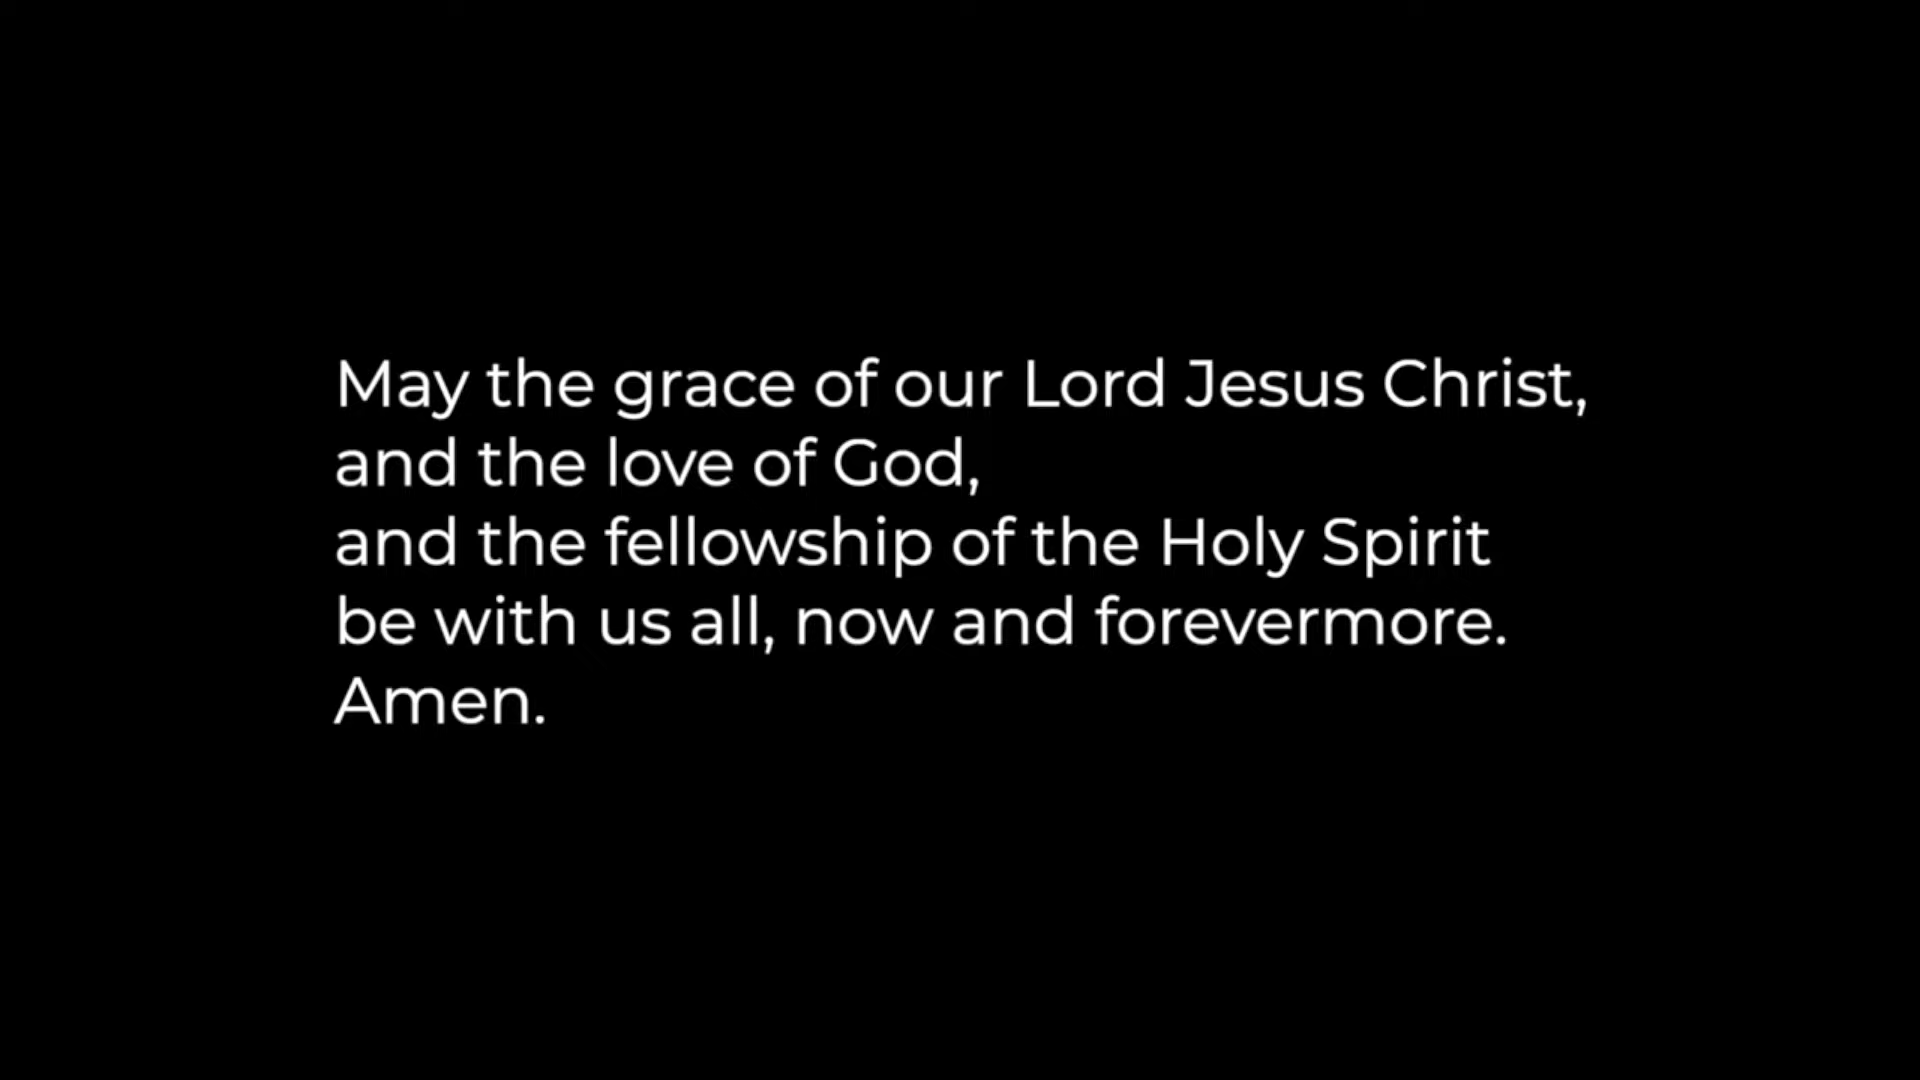 May the grace of our Lord Jesus Christ,
and the love of God,
and the fellowship of the Holy Spirit
be with us all, now and forevermore.
Amen.